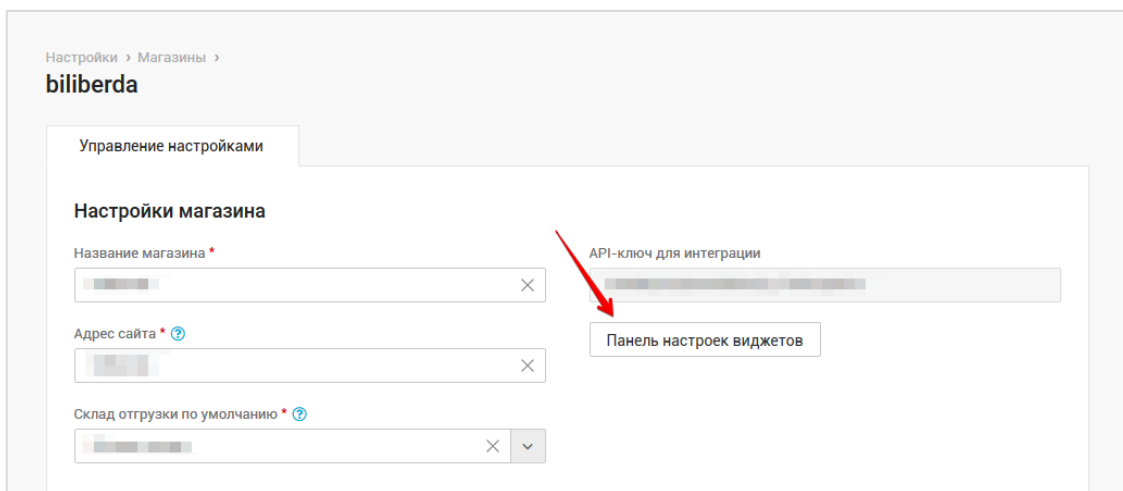 Настройки › Магазины ›
biliberda
Управление настройками
Настройки магазина
Название магазина *
API-ключ для интеграции
Адрес сайта * ?
Панель настроек виджетов
Склад отгрузки по умолчанию * ?